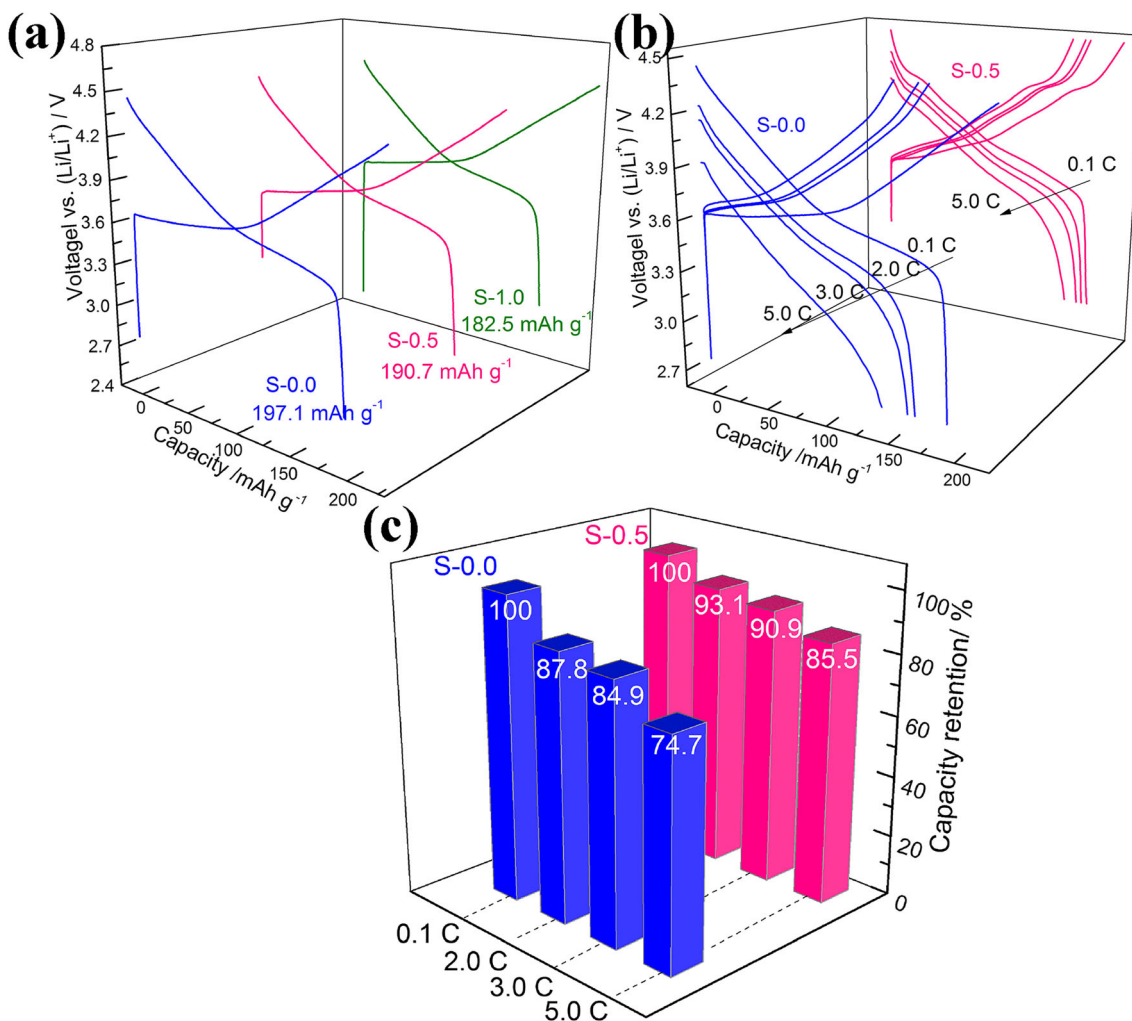 (a)
4.8
4.5
4.2
3.9
3.6
3.3
3.0
2.7
2.4
Voltagel vs. (Li/Li⁺) / V
0
50
100
150
200
Capacity /mAh g⁻¹
S-0.0
197.1 mAh g⁻¹
S-0.5
190.7 mAh g⁻¹
S-1.0
182.5 mAh g⁻¹
(b)
4.5
4.2
3.9
3.6
3.3
3.0
2.7
Voltagel vs. (Li/Li⁺) / V
0
50
100
150
200
Capacity /mAh g⁻¹
S-0.0
S-0.5
0.1 C
5.0 C
0.1 C
2.0 C
3.0 C
5.0 C
(c)
S-0.0
S-0.5
100
87.8
84.9
74.7
100
93.1
90.9
85.5
100
80
60
40
20
0
Capacity retention/ %
0.1 C
2.0 C
3.0 C
5.0 C